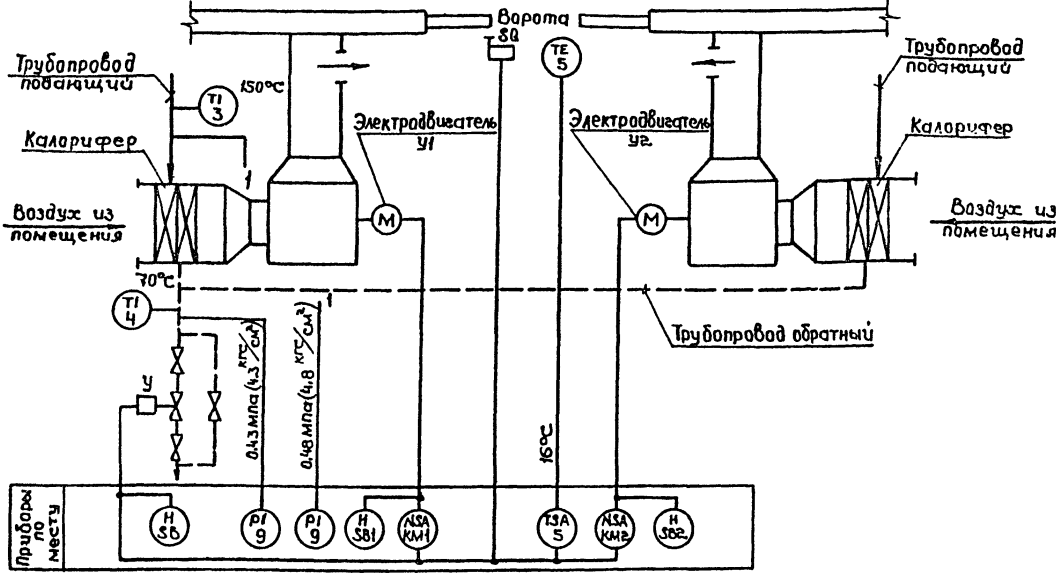 Ворота
SQ
TE
5
Трубопровод
подающий
Трубопровод
подающий
150°С
TI
3
Электродвигатель
У1
Электродвигатель
У2
Калорифер
Калорифер
1
Воздух из
помещения
М
М
Воздух из
помещения
70°С
TI
4
1
Трубопровод обратный
У
0.43 мпа (4.3 кгс/см²)
0.48 мпа (4.8 кгс/см²)
16°С
Приборы
по
месту
H
SB
PI
9
PI
9
H
SB1
NSA
KM1
TSA
5
NSA
KM2
H
SB2